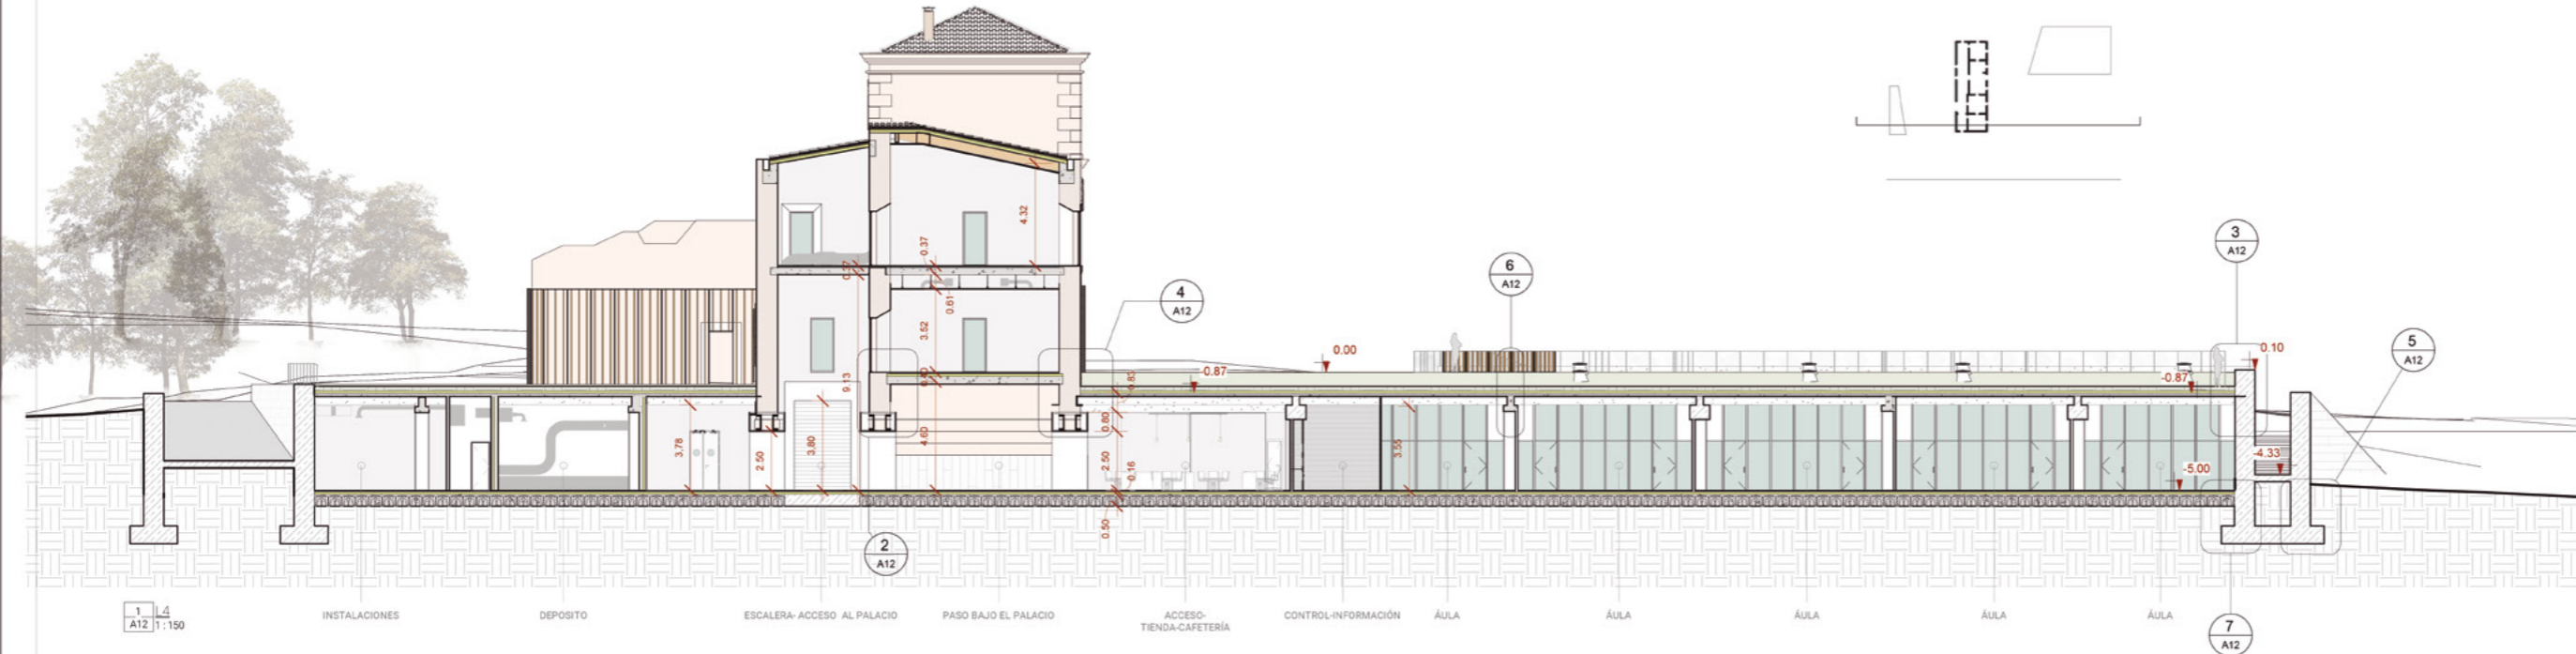 4.32
0.37
0.37
0.61
3
A12
6
A12
4
A12
3.52
0.00
0.10
5
A12
-0.87
-0.87
9.13
0.80
3.78
2.50
3.80
4.60
2.50
0.16
3.55
-4.33
-5.00
0.50
2
A12
1
A12
L4
1 : 150
INSTALACIONES
DEPOSITO
ESCALERA- ACCESO AL PALACIO
PASO BAJO EL PALACIO
ACCESO-
TIENDA-CAFETERÍA
CONTROL-INFORMACIÓN
ÁULA
ÁULA
ÁULA
ÁULA
ÁULA
7
A12